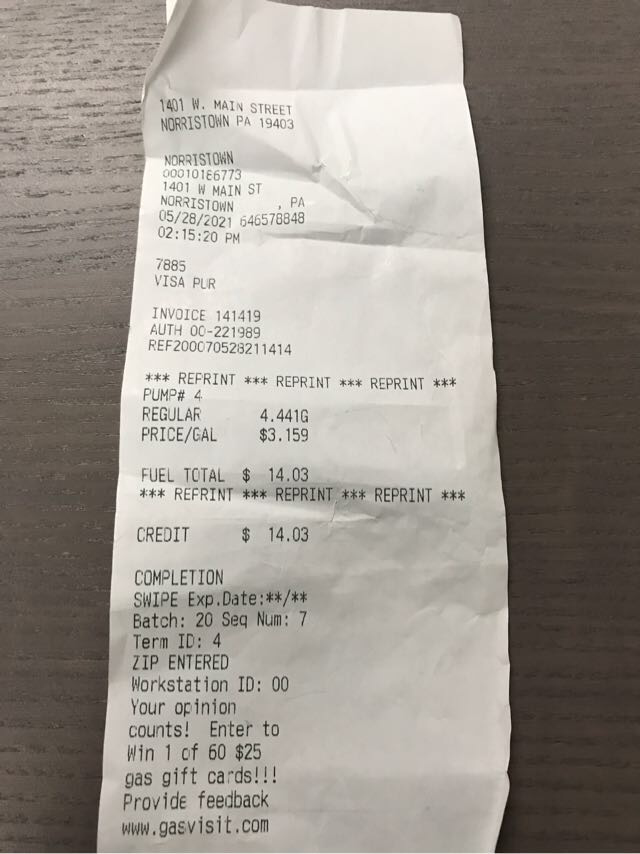 1401 W. MAIN STREET
NORRISTOWN PA 19403
NORRISTOWN
00010186773
1401 W MAIN ST
NORRISTOWN , PA
05/28/2021 646578848
02:15:20 PM
7885
VISA PUR
INVOICE 141419
AUTH 00-221989
REF200070528211414
*** REPRINT *** REPRINT *** REPRINT ***
PUMP# 4
REGULAR 4.441G
PRICE/GAL $3.159
FUEL TOTAL $ 14.03
*** REPRINT *** REPRINT *** REPRINT ***
CREDIT $ 14.03
COMPLETION
SWIPE Exp.Date:**/**
Batch: 20 Seq Num: 7
Term ID: 4
ZIP ENTERED
Workstation ID: 00
Your opinion
counts! Enter to
Win 1 of 60 $25
gas gift cards!!!
Provide feedback
www.gasvisit.com